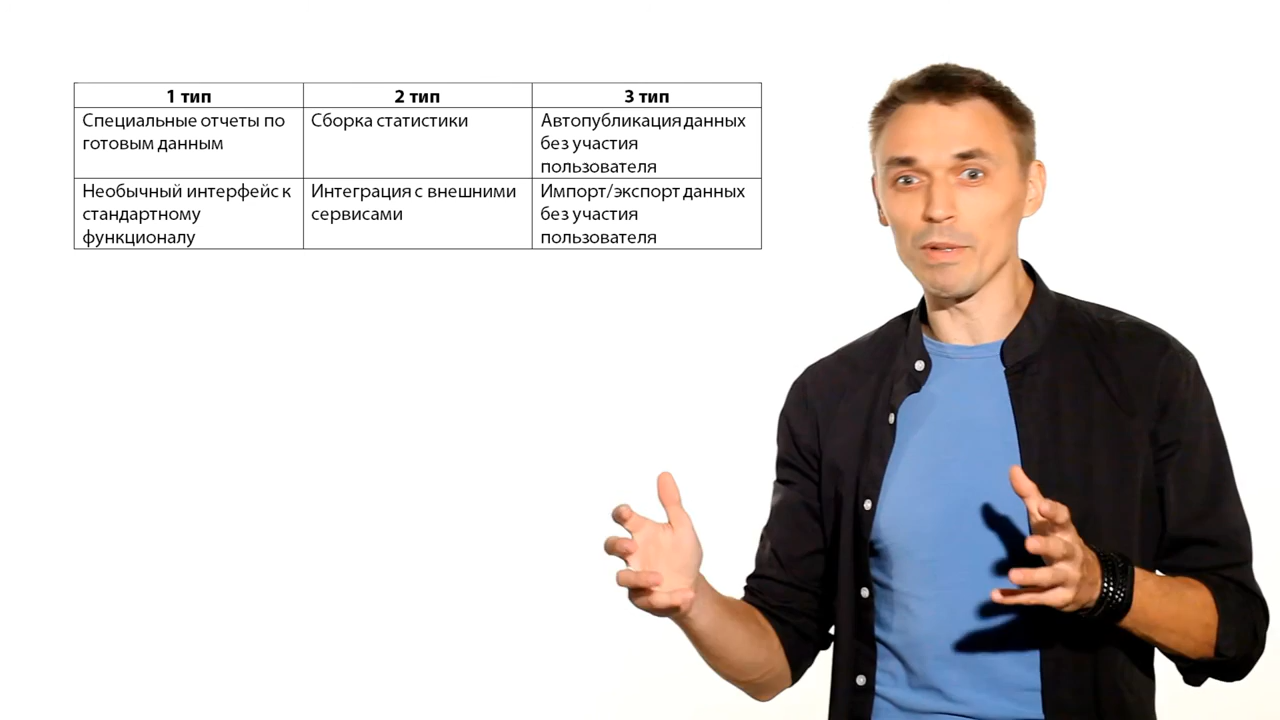 1 тип
2 тип
3 тип
Специальные отчеты по
готовым данным
Сборка статистики
Автопубликация данных
без участия
пользователя
Необычный интерфейс к
стандартному
функционалу
Интеграция с внешними
сервисами
Импорт/экспорт данных
без участия
пользователя